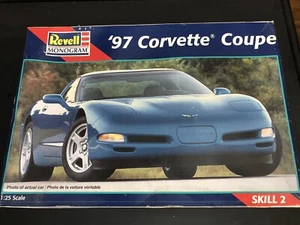 Revell
MONOGRAM
'97 Corvette® Coupe
Photo of actual car / Photo de la voiture véritable
1:25 Scale
SKILL 2